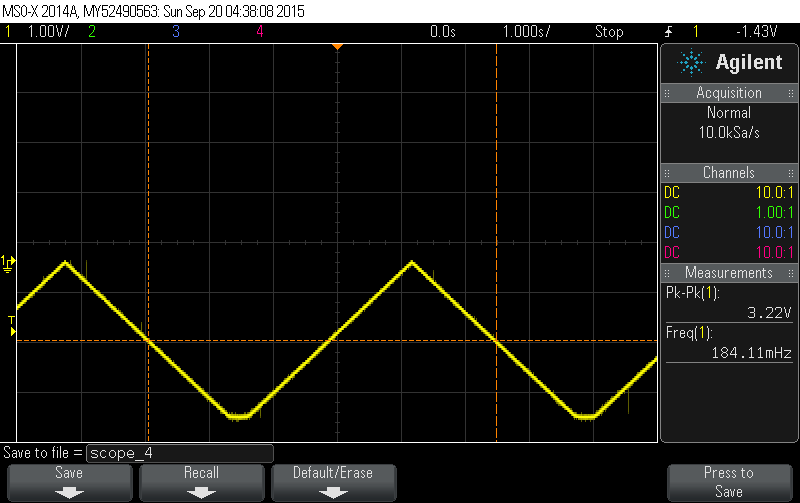 MSO-X 2014A, MY52490563: Sun Sep 20 04:38:08 2015
1 1.00V/ 2 3 4 0.0s 1.000s/ Stop 1 -1.43V
Agilent
Acquisition
Normal
10.0kSa/s
Channels
DC 10.0:1
DC 1.00:1
DC 10.0:1
DC 10.0:1
Measurements
Pk-Pk(1):
3.22V
Freq(1):
184.11mHz
1
T
Save to file = scope_4
Save Recall Default/Erase Press to
Save